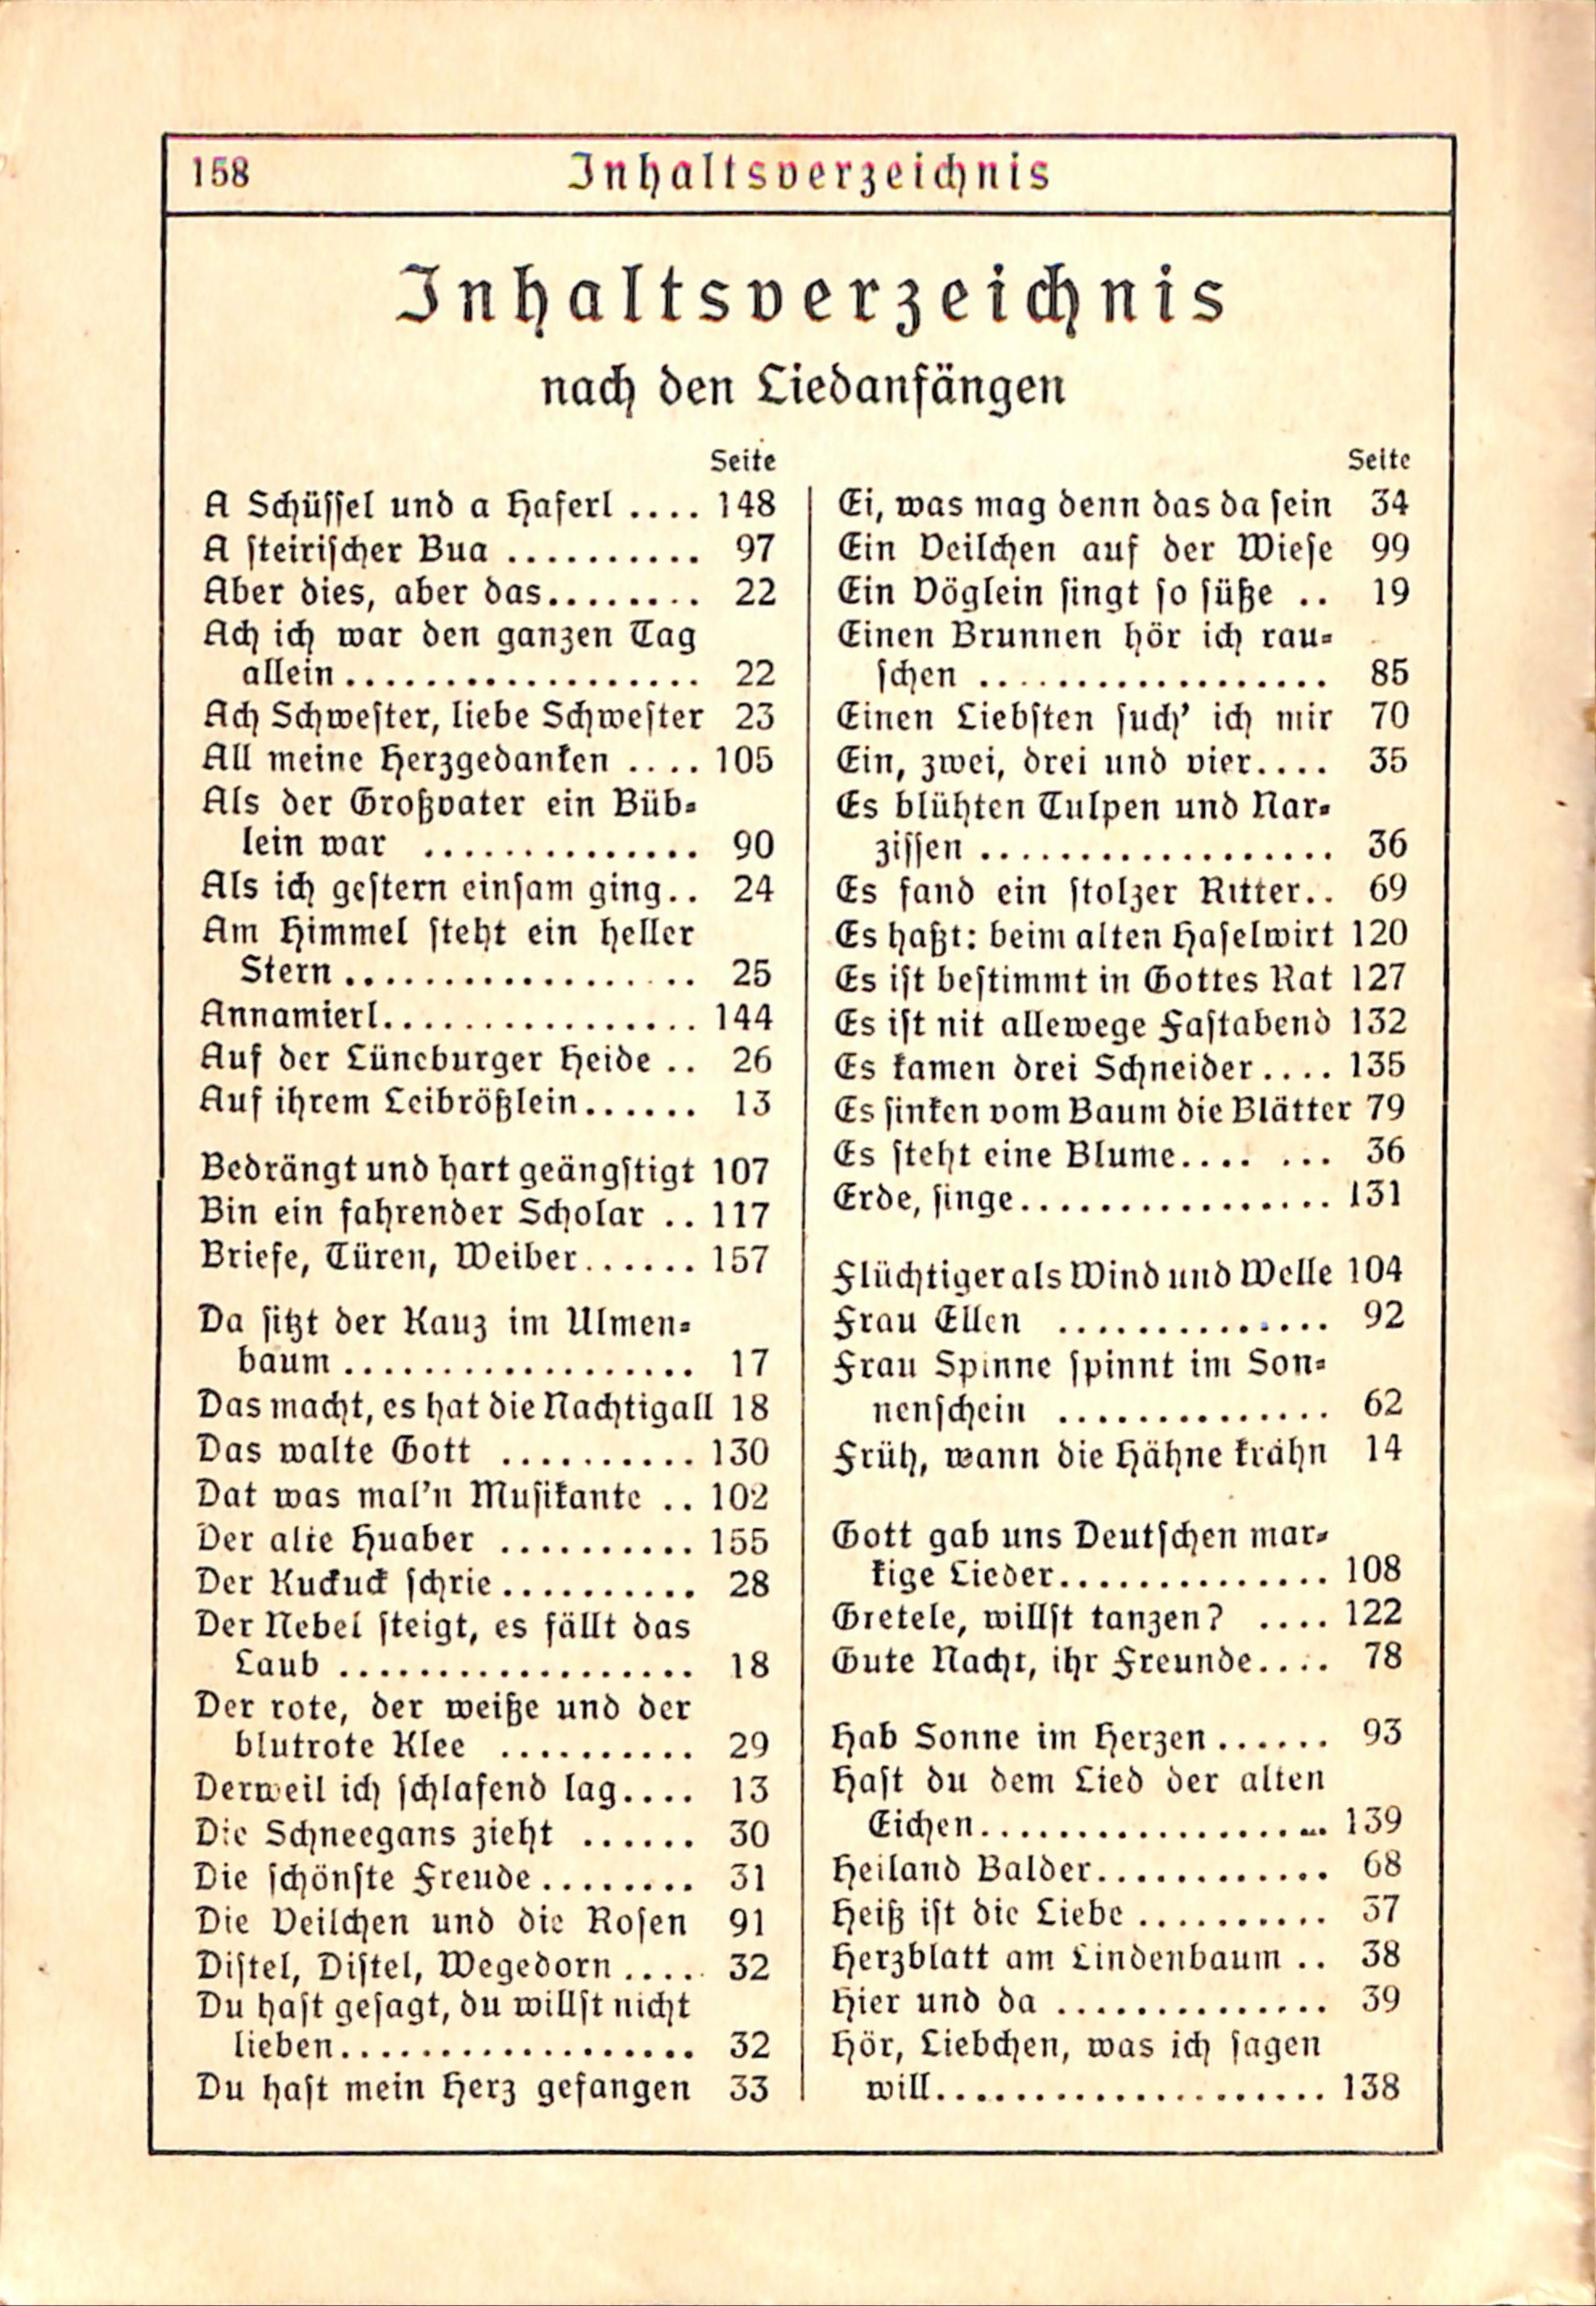 158 Inhaltsverzeichnis
Inhaltsverzeichnis
nach den Liedanfängen
Seite
A Schüssel und a Haferl .... 148
A steirischer Bua .......... 97
Aber dies, aber das........ 22
Ach ich war den ganzen Tag
allein.................. 22
Ach Schwester, liebe Schwester 23
All meine Herzgedanken .... 105
Als der Großvater ein Büb-
lein war .............. 90
Als ich gestern einsam ging.. 24
Am Himmel steht ein heller
Stern.................. 25
Annamierl................ 144
Auf der Lüneburger Heide .. 26
Auf ihrem Leibrößlein...... 13
Bedrängt und hart geängstigt 107
Bin ein fahrender Scholar .. 117
Briefe, Türen, Weiber...... 157
Da sitzt der Kauz im Ulmen-
baum.................. 17
Das macht, es hat die Nachtigall 18
Das walte Gott .......... 130
Dat was mal'n Musikante .. 102
Der alte Huaber .......... 155
Der Kuckuck schrie.......... 28
Der Nebel steigt, es fällt das
Laub .................. 18
Der rote, der weiße und der
blutrote Klee .......... 29
Derweil ich schlafend lag.... 13
Die Schneegans zieht ...... 30
Die schönste Freude........ 31
Die Veilchen und die Rosen 91
Distel, Distel, Wegedorn..... 32
Du hast gesagt, du willst nicht
lieben.................. 32
Du hast mein Herz gefangen 33
Seite
Ei, was mag denn das da sein 34
Ein Veilchen auf der Wiese 99
Ein Vöglein singt so süße .. 19
Einen Brunnen hör ich rau-
schen .................. 85
Einen Liebsten such' ich mir 70
Ein, zwei, drei und vier.... 35
Es blühten Tulpen und Nar-
zissen .................. 36
Es fand ein stolzer Ritter.. 69
Es haßt: beim alten Haselwirt 120
Es ist bestimmt in Gottes Rat 127
Es ist nit allewege Fastabend 132
Es kamen drei Schneider.... 135
Es sinken vom Baum die Blätter 79
Es steht eine Blume.... ... 36
Erde, singe................ 131
Flüchtiger als Wind und Welle 104
Frau Ellen .............. 92
Frau Spinne spinnt im Son-
nenschein .............. 62
Früh, wann die Hähne krähn 14
Gott gab uns Deutschen mar-
kige Lieder.............. 108
Gretele, willst tanzen? .... 122
Gute Nacht, ihr Freunde.... 78
Hab Sonne im Herzen...... 93
Hast du dem Lied der alten
Eichen.................. 139
Heiland Balder............ 68
Heiß ist die Liebe.......... 37
Herzblatt am Lindenbaum .. 38
Hier und da .............. 39
Hör, Liebchen, was ich sagen
will.................... 138